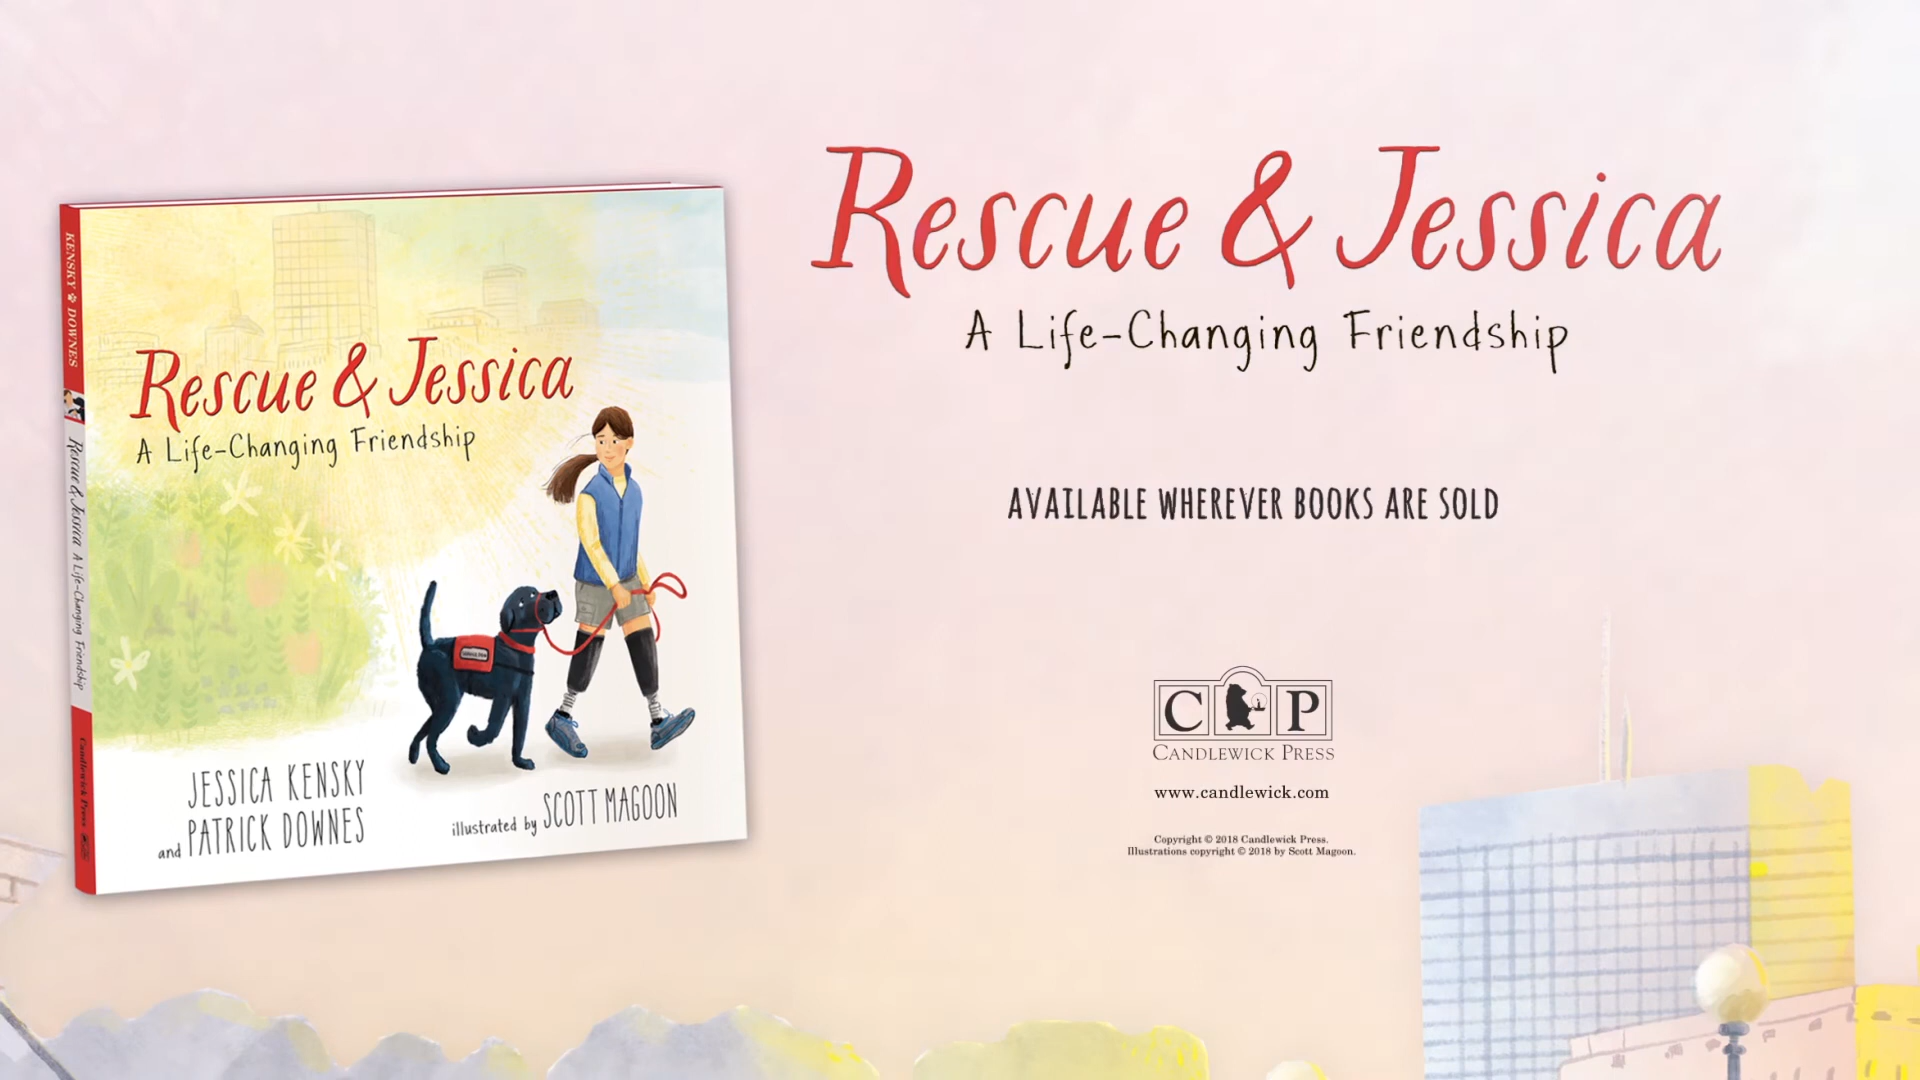 KENSKY DOWNES
Rescue & Jessica A Life-Changing Friendship
Candlewick Press
Rescue & Jessica
A Life-Changing Friendship
JESSICA KENSKY
and PATRICK DOWNES
illustrated by SCOTT MAGOON
Rescue & Jessica
A Life-Changing Friendship
AVAILABLE WHEREVER BOOKS ARE SOLD
C P
CANDLEWICK PRESS
www.candlewick.com
Copyright © 2018 Candlewick Press.
Illustrations copyright © 2018 by Scott Magoon.